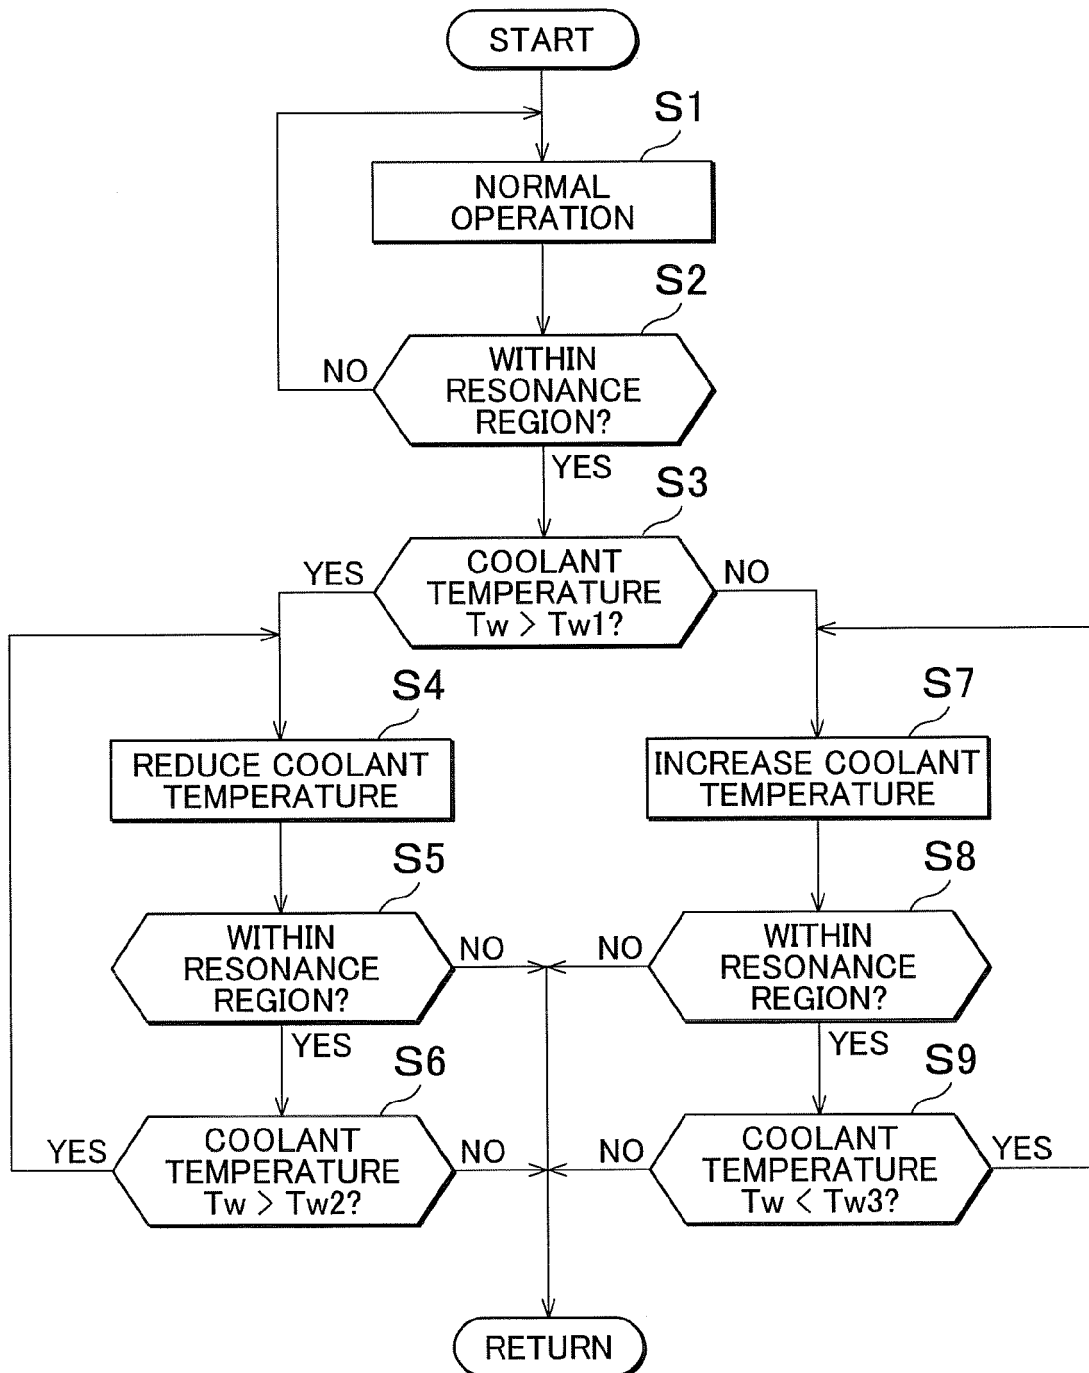 START
S1
NORMAL
OPERATION
S2
WITHIN
RESONANCE
REGION?
NO
YES
S3
COOLANT
TEMPERATURE
Tw > Tw1?
YES
NO
S4
REDUCE COOLANT
TEMPERATURE
S7
INCREASE COOLANT
TEMPERATURE
S5
WITHIN
RESONANCE
REGION?
NO
YES
S8
WITHIN
RESONANCE
REGION?
NO
YES
S6
COOLANT
TEMPERATURE
Tw > Tw2?
YES
NO
S9
COOLANT
TEMPERATURE
Tw < Tw3?
NO
YES
RETURN